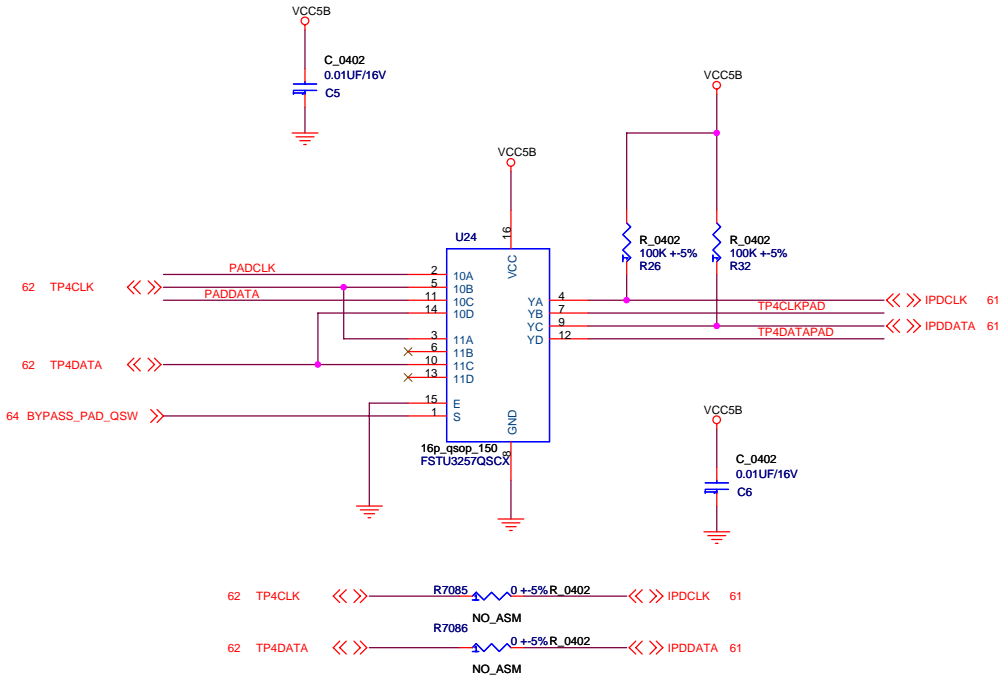 VCC5B
C_0402
0.01UF/16V
C5
VCC5B
VCC5B
R_0402
100K +-5%
R26
R_0402
100K +-5%
R32
U24
16
VCC
PADCLK
2
10A
62 TP4CLK
5
10B
PADDATA
11
10C
14
10D
3
11A
6
11B
62 TP4DATA
10
11C
13
11D
15
E
64 BYPASS_PAD_QSW
1
S
YA
4
IPDCLK 61
YB
7
TP4CLKPAD
YC
9
IPDDATA 61
YD
12
TP4DATAPAD
GND
8
16p_qsop_150
FSTU3257QSCX
VCC5B
C_0402
0.01UF/16V
C6
62 TP4CLK
R7085
1
0 +-5%
R_0402
IPDCLK 61
NO_ASM
R7086
62 TP4DATA
1
0 +-5%
R_0402
IPDDATA 61
NO_ASM